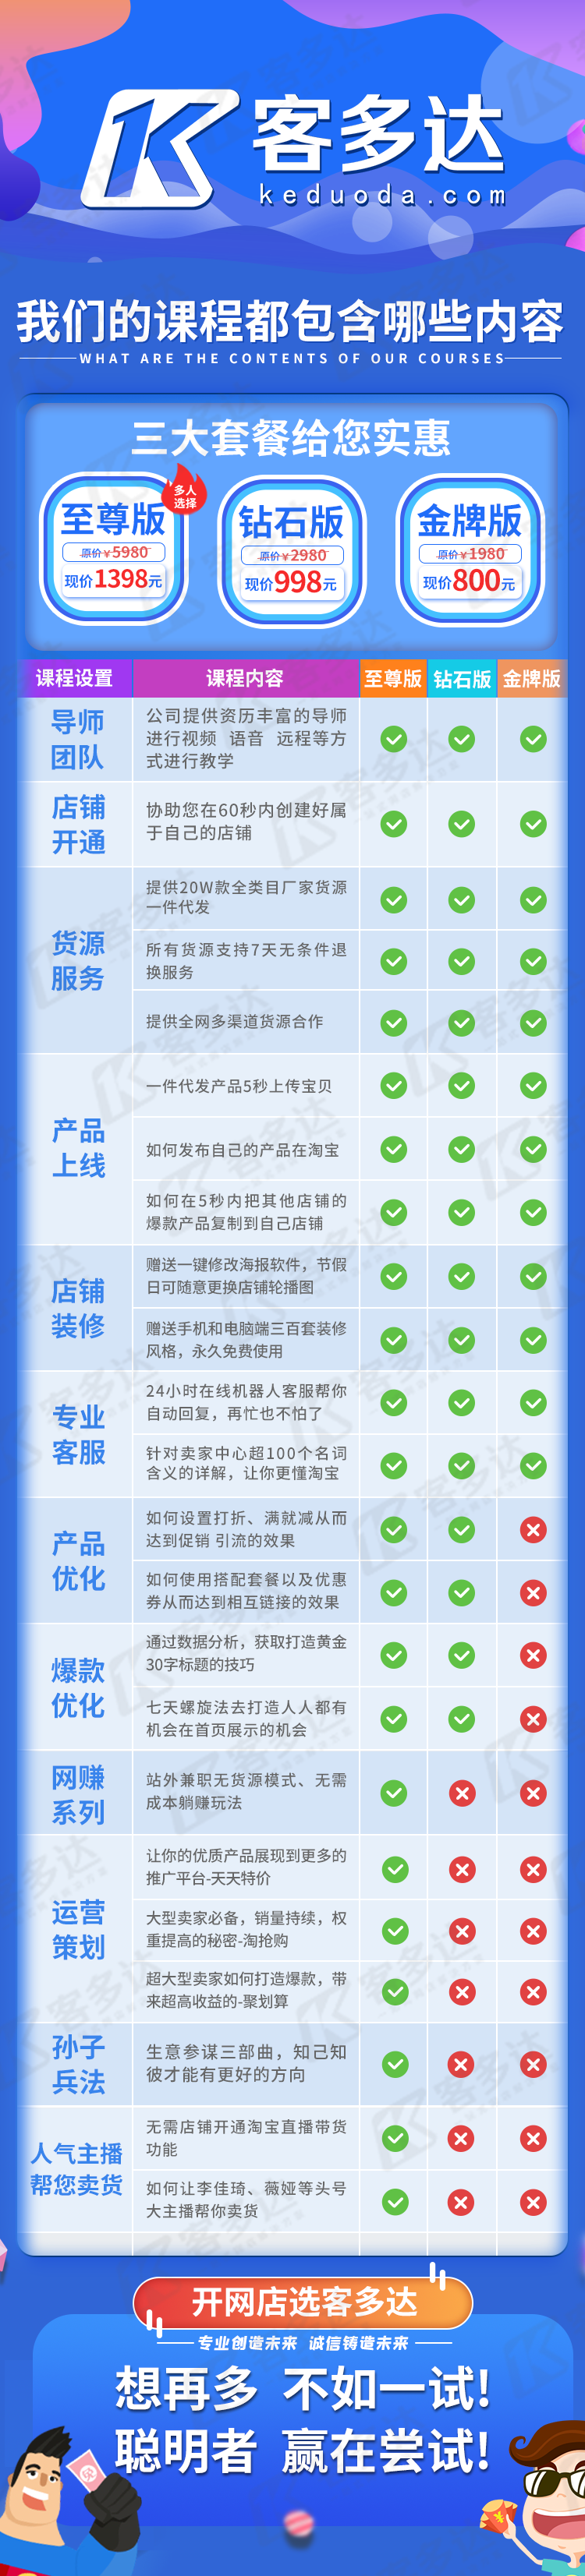 客多达
keduoda.com
我们的课程都包含哪些内容
WHAT ARE THE CONTENTS OF OUR COURSES
三大套餐给您实惠
多人
选择
至尊版
钻石版
金牌版
原价¥5980
原价¥2980
原价¥1980
现价1398元
现价998元
现价800元
课程设置 课程内容 至尊版 钻石版 金牌版
导师
团队
公司提供资历丰富的导师
进行视频 语音 远程等方
式进行教学
店铺
开通
协助您在60秒内创建好属
于自己的店铺
货源
服务
提供20W款全类目厂家货源
一件代发
所有货源支持7天无条件退
换服务
提供全网多渠道货源合作
产品
上线
一件代发产品5秒上传宝贝
如何发布自己的产品在淘宝
如何在5秒内把其他店铺的
爆款产品复制到自己店铺
店铺
装修
赠送一键修改海报软件，节假
日可随意更换店铺轮播图
赠送手机和电脑端三百套装修
风格，永久免费使用
专业
客服
24小时在线机器人客服帮你
自动回复，再忙也不怕了
针对卖家中心超100个名词
含义的详解，让你更懂淘宝
产品
优化
如何设置打折、满就减从而
达到促销 引流的效果
如何使用搭配套餐以及优惠
券从而达到相互链接的效果
爆款
优化
通过数据分析，获取打造黄金
30字标题的技巧
七天螺旋法去打造人人都有
机会在首页展示的机会
网赚
系列
站外兼职无货源模式、无需
成本躺赚玩法
运营
策划
让你的优质产品展现到更多的
推广平台-天天特价
大型卖家必备，销量持续，权
重提高的秘密-淘抢购
超大型卖家如何打造爆款，带
来超高收益的-聚划算
孙子
兵法
生意参谋三部曲，知己知
彼才能有更好的方向
人气主播
帮您卖货
无需店铺开通淘宝直播带货
功能
如何让李佳琦、薇娅等头号
大主播帮你卖货
开网店选客多达
专业创造未来 诚信铸造未来
想再多 不如一试!
聪明者 赢在尝试!